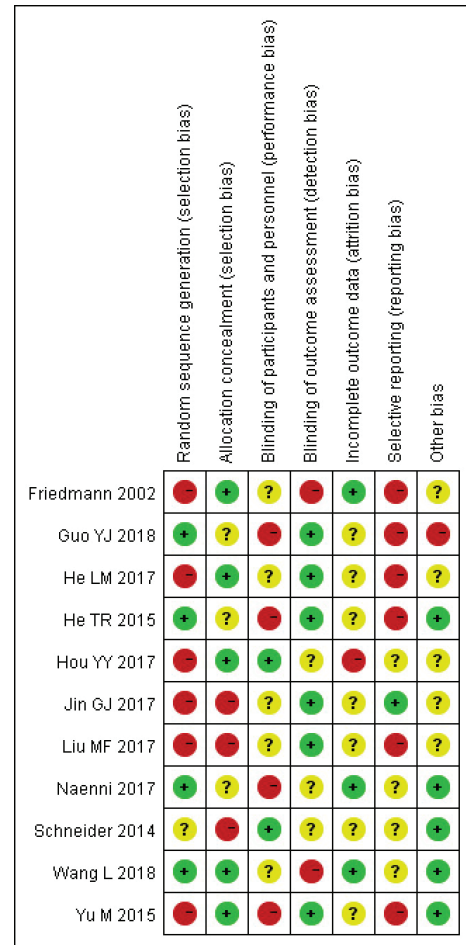 Random sequence generation (selection bias)
Allocation concealment (selection bias)
Blinding of participants and personnel (performance bias)
Blinding of outcome assessment (detection bias)
Incomplete outcome data (attrition bias)
Selective reporting (reporting bias)
Other bias
Friedmann 2002 - + ? - + - ?
Guo YJ 2018 + ? - + ? - -
He LM 2017 - + ? + ? - ?
He TR 2015 + ? - + ? - +
Hou YY 2017 - + + ? - ? ?
Jin GJ 2017 - - ? + ? + ?
Liu MF 2017 - - ? + ? - ?
Naenni 2017 + ? - ? + ? +
Schneider 2014 ? - + ? ? ? +
Wang L 2018 + + ? - + ? +
Yu M 2015 - + - + ? - +